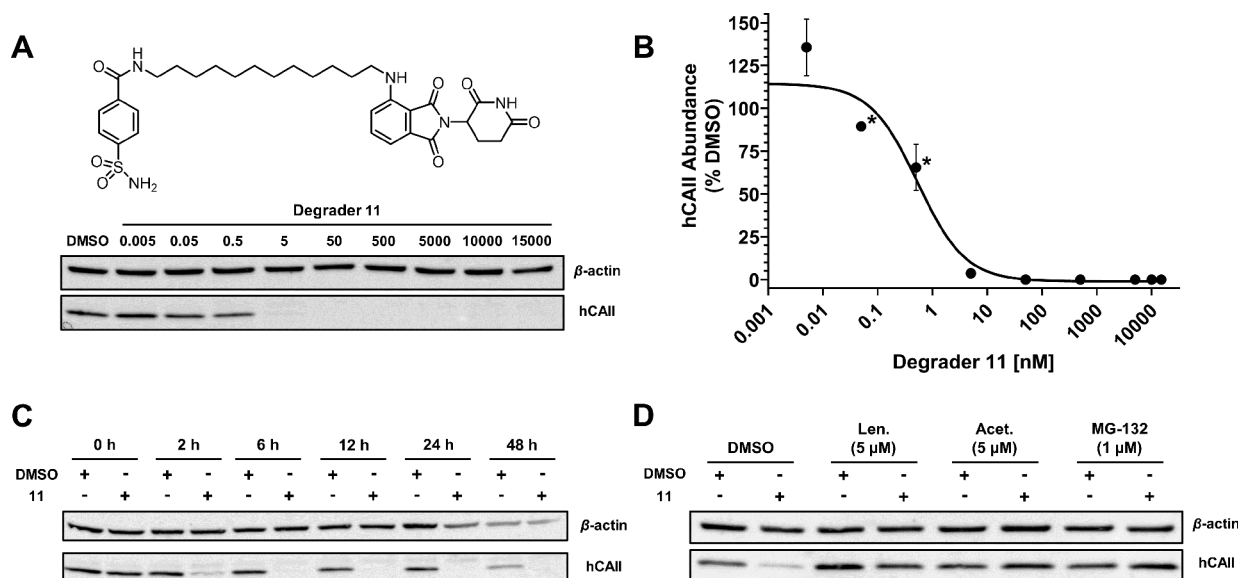 A
O
H
N
NH
O
O
N
O
O
NH
O
O
S
O
NH2
Degrader 11
DMSO 0.005 0.05 0.5 5 50 500 5000 10000 15000
β-actin
hCAII
B
hCAII Abundance
(% DMSO)
150
125
100
75
50
25
0
*
*
0.001 0.01 0.1 1 10 100 1000 10000
Degrader 11 [nM]
C
0 h 2 h 6 h 12 h 24 h 48 h
DMSO + - + - + - + - + - + -
11 - + - + - + - + - + - +
β-actin
hCAII
D
DMSO Len. (5 µM) Acet. (5 µM) MG-132 (1 µM)
DMSO + - + - + - + -
11 - + - + - + - +
β-actin
hCAII